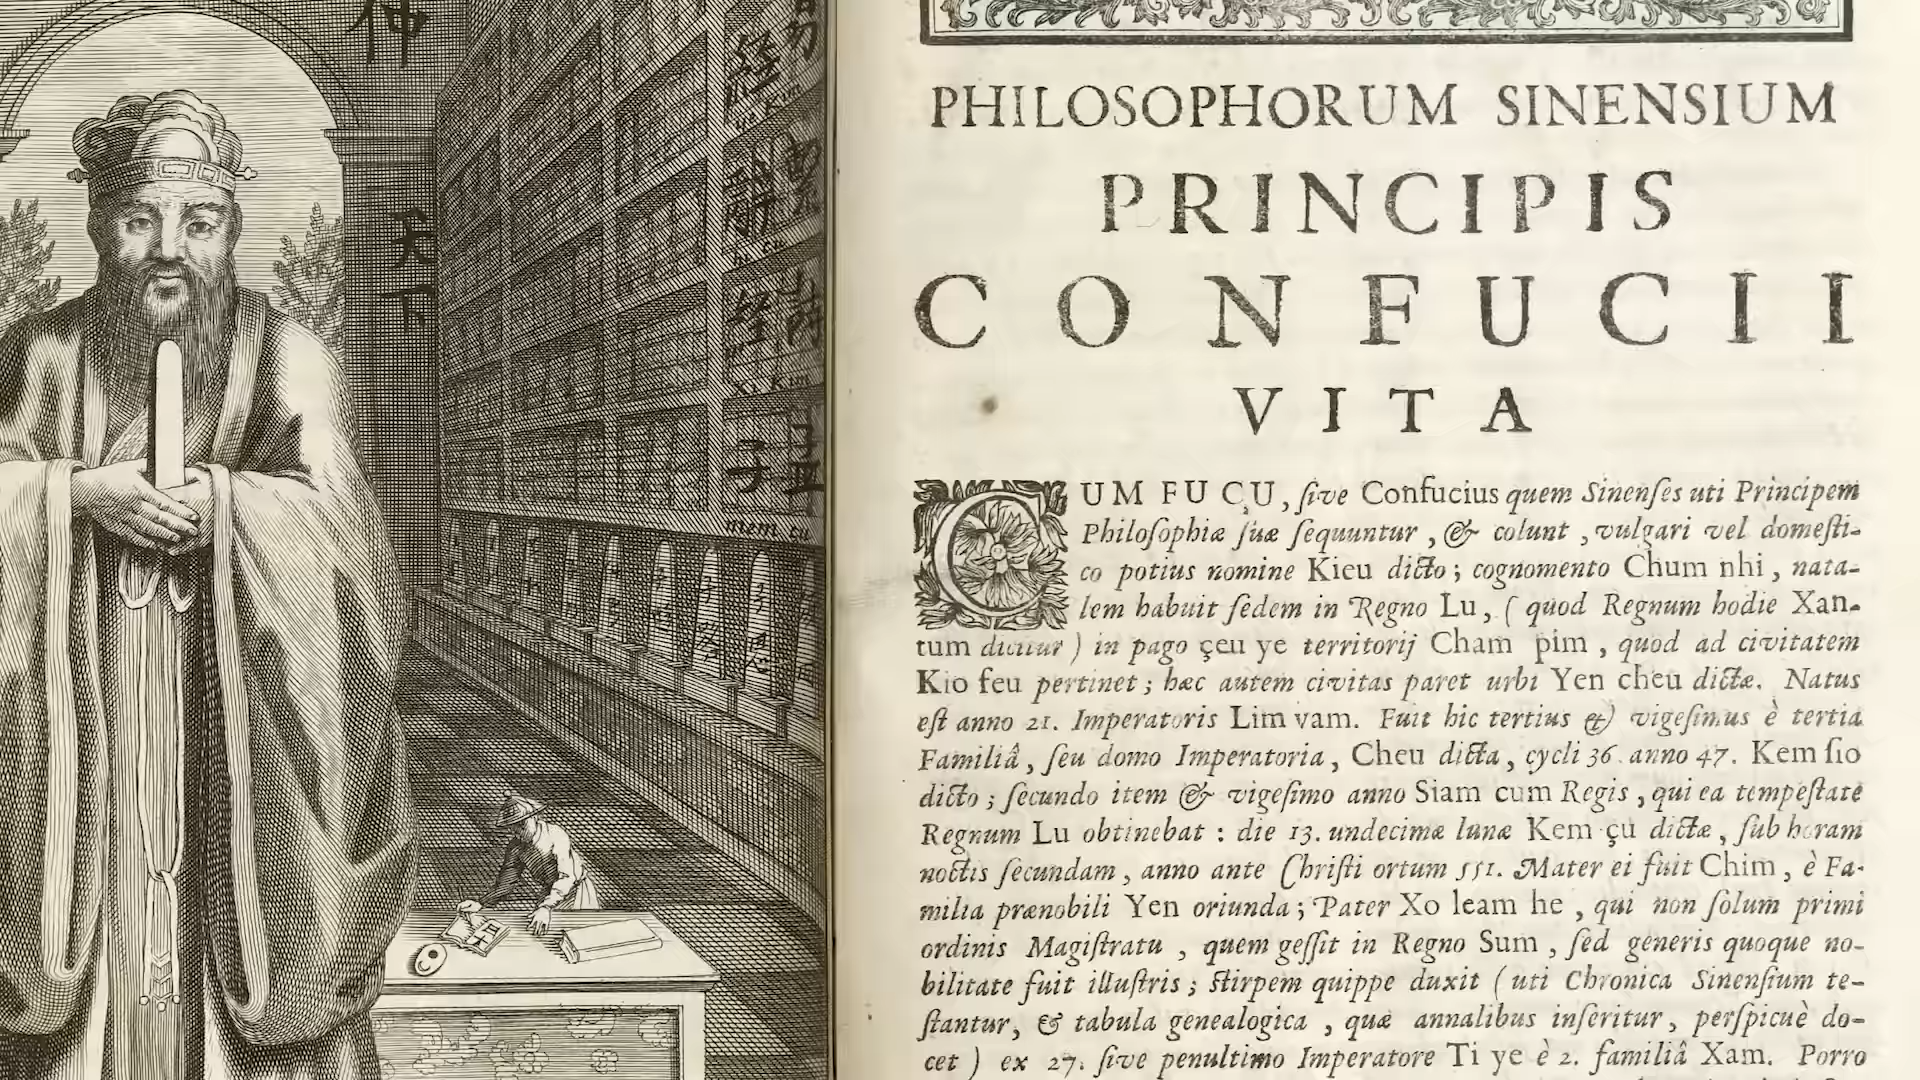 仲
天
下
易
經
Kim
繫
辭
cu
詩
經
Xi Kim
孟
子
mem cu
PHILOSOPHORUM SINENSIUM
PRINCIPIS
CONFUCII
VITA
CUM FU ÇU, ſive Confucius quem Sinenſes uti Principem
Philoſophiæ ſuæ ſequuntur, & colunt, vulgari vel domeſti-
co potius nomine Kieu dicto; cognomento Chum nhi, nata-
lem habuit ſedem in Regno Lu, (quod Regnum hodie Xan-
tum dicitur) in pago çeu ye territorij Cham pim, quod ad civitatem
Kio feu pertinet; hæc autem civitas paret urbi Yen cheu dictæ. Natus
eſt anno 21. Imperatoris Lim vam. Fuit hic tertius & vigeſimus è tertia
Familiâ, ſeu domo Imperatoria, Cheu dicta, cycli 36. anno 47. Kem ſio
dicto; ſecundo item & vigeſimo anno Siam cum Regis, qui ea tempeſtate
Regnum Lu obtinebat: die 13. undecimæ lunæ Kem çu dictæ, ſub horam
noctis ſecundam, anno ante Chriſti ortum 551. Mater ei fuit Chim, è Fa-
milia prænobili Yen oriunda; Pater Xo leam he, qui non ſolum primi
ordinis Magiſtratu, quem geſſit in Regno Sum, ſed generis quoque no-
bilitate fuit illuſtris; ſtirpem quippe duxit (uti Chronica Sinenſium te-
ſtantur, & tabula genealogica, quæ annalibus inſeritur, perſpicuè do-
cet) ex 27. ſive penultimo Imperatore Ti ye è 2. familiâ Xam. Porro